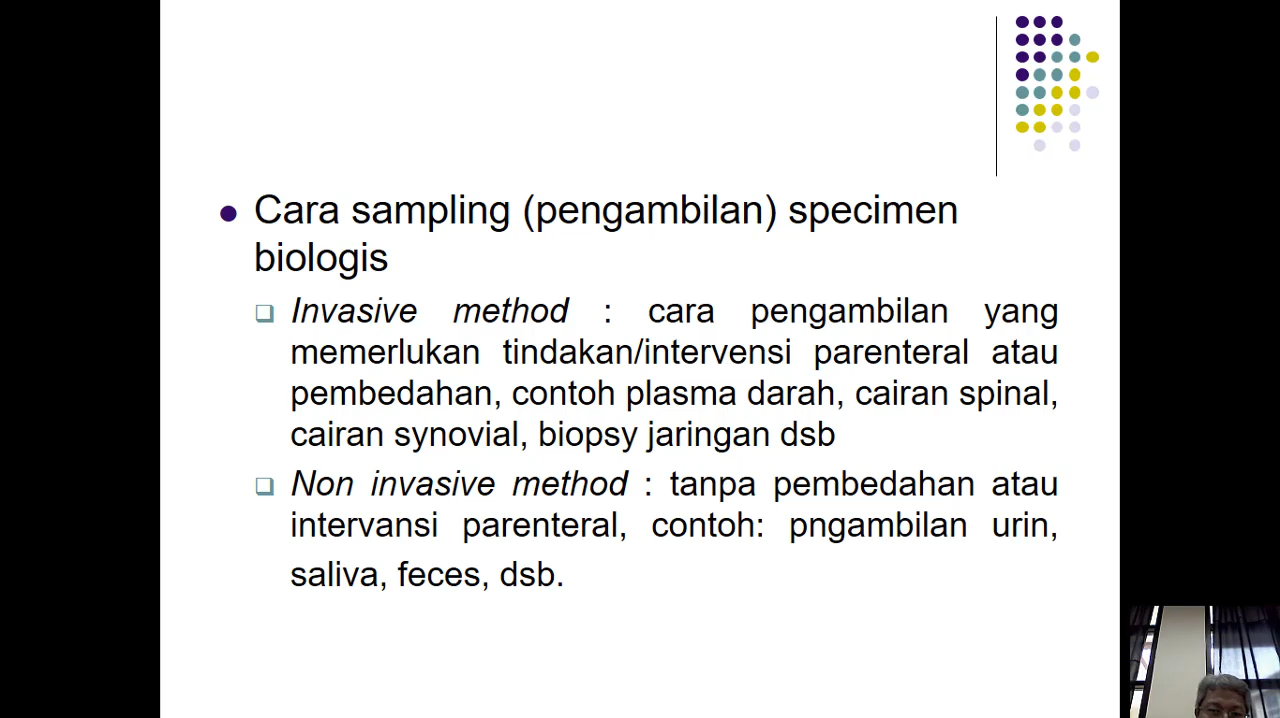 Cara sampling (pengambilan) specimen
biologis
Invasive method : cara pengambilan yang
memerlukan tindakan/intervensi parenteral atau
pembedahan, contoh plasma darah, cairan spinal,
cairan synovial, biopsy jaringan dsb
Non invasive method : tanpa pembedahan atau
intervansi parenteral, contoh: pngambilan urin,
saliva, feces, dsb.